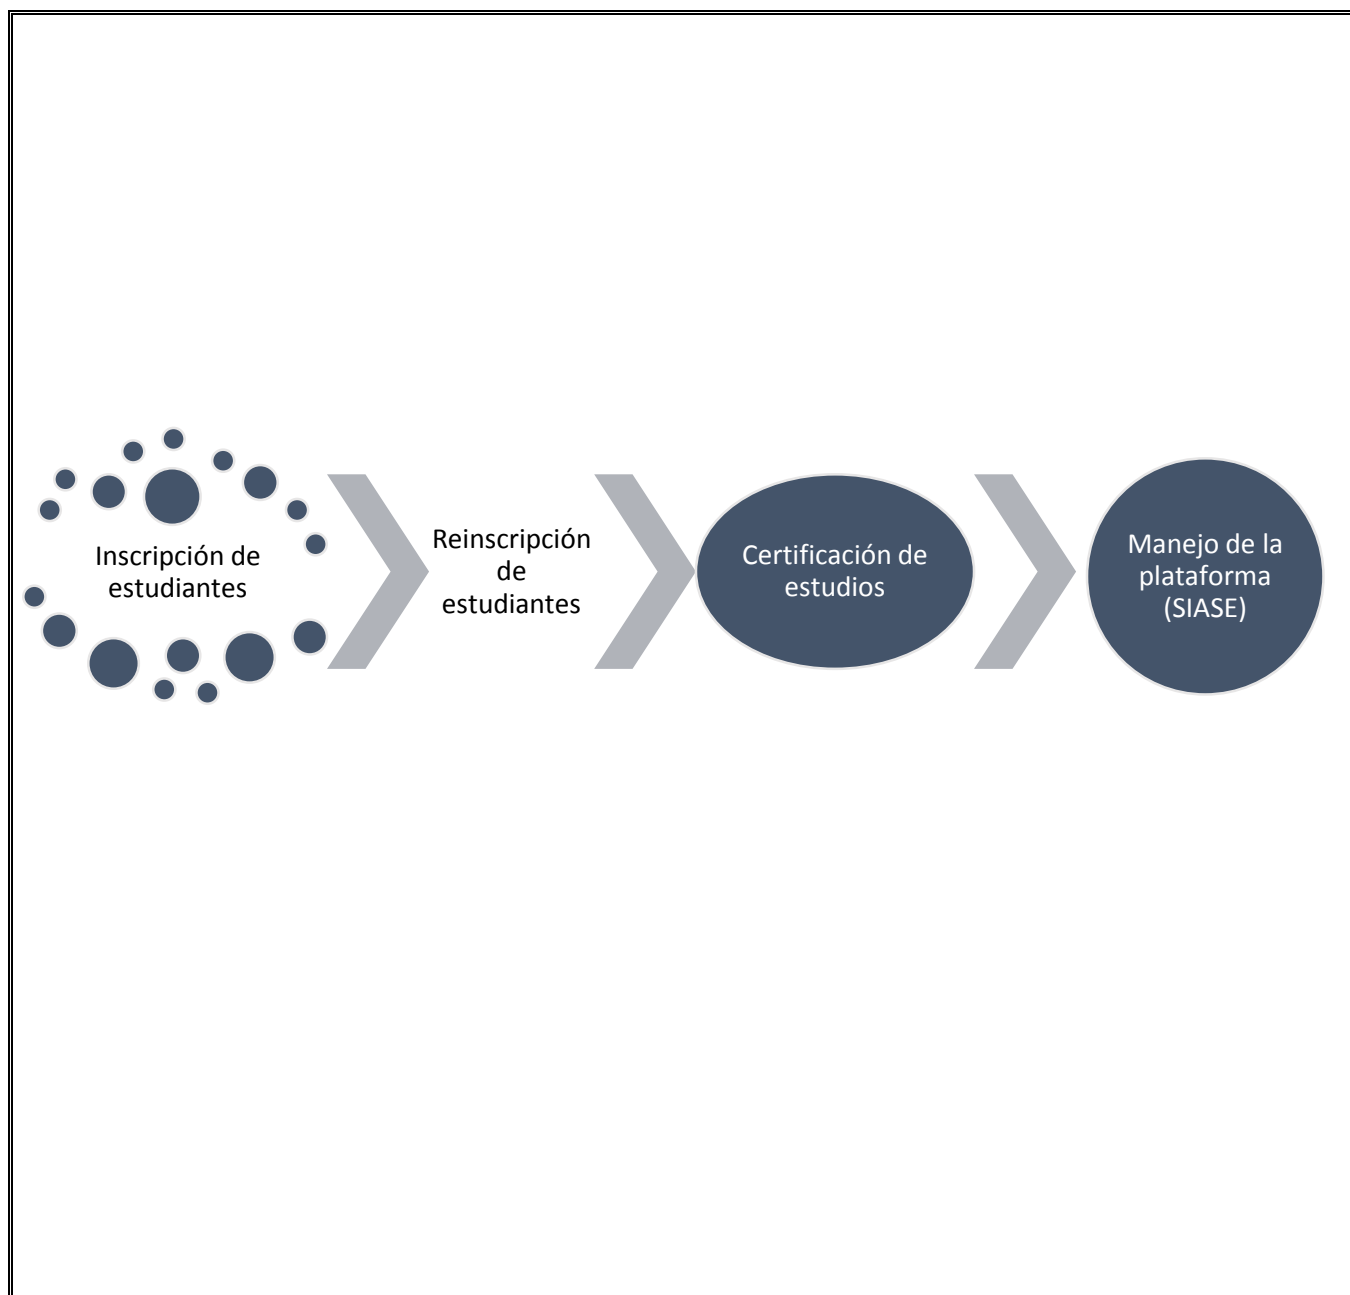 Inscripción de
estudiantes
Reinscripción
de
estudiantes
Certificación de
estudios
Manejo de la
plataforma
(SIASE)